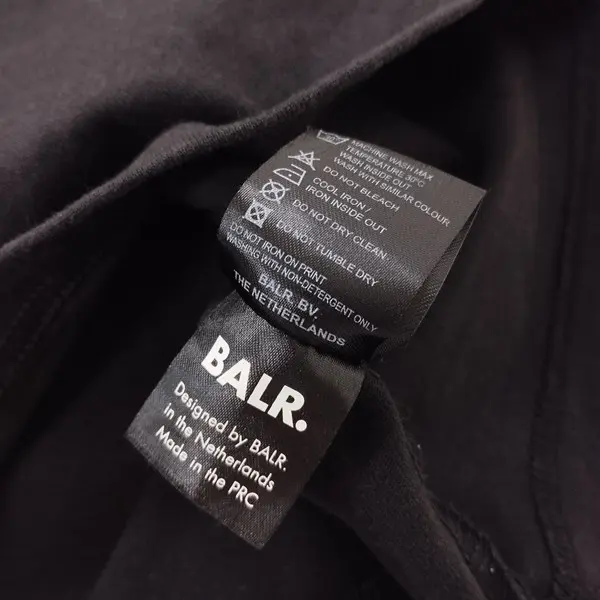 MACHINE WASH MAX
TEMPERATURE 30°C
WASH INSIDE OUT
WASH WITH SIMILAR COLOUR
DO NOT BLEACH
COOL IRON /
IRON INSIDE OUT
DO NOT DRY CLEAN
DO NOT TUMBLE DRY
DO NOT IRON ON PRINT
WASHING WITH NON-DETERGENT ONLY
BALR. BV.
THE NETHERLANDS
BALR.
Designed by BALR.
in the Netherlands
Made in the PRC